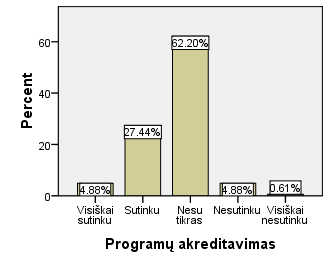 Percent
60
40
20
0
4.88%
27.44%
62.20%
4.88%
0.61%
Visiškai
sutinku
Sutinku
Nesu
tikras
Nesutinku
Visiškai
nesutinku
Programų akreditavimas